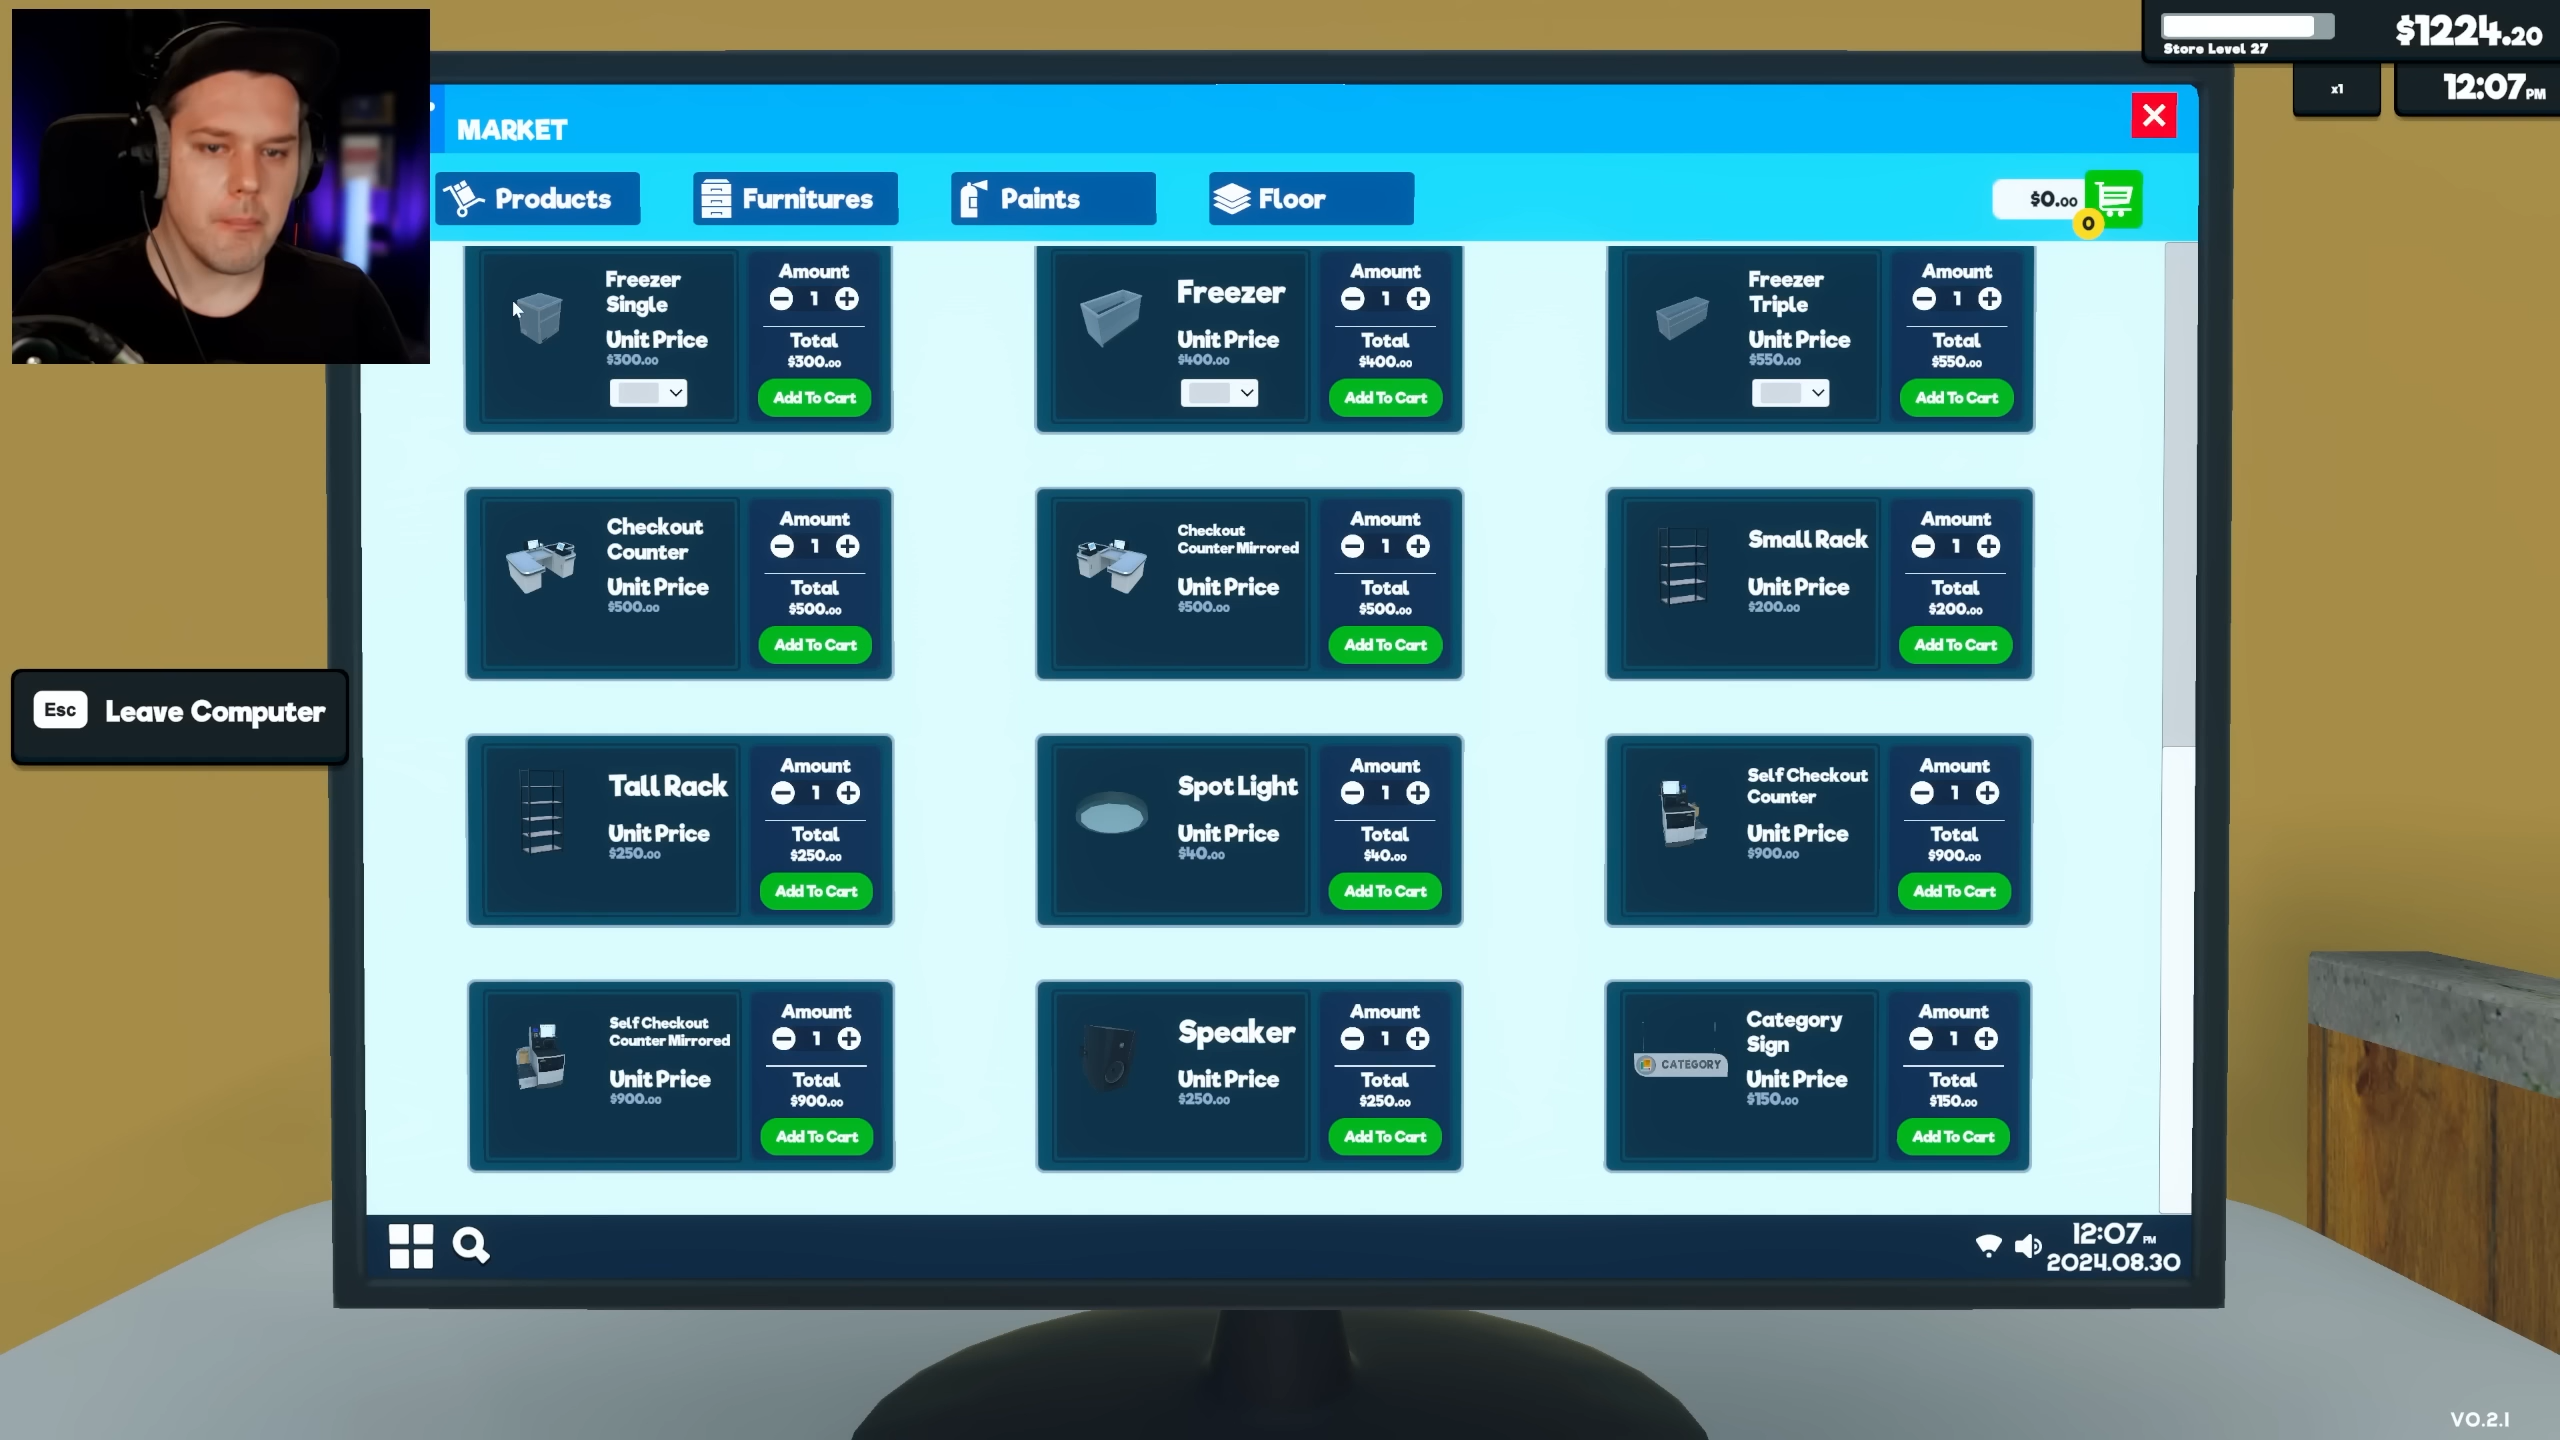 Store Level 27
$1224.20
x1
12:07PM
MARKET
Products
Furnitures
Paints
Floor
$0.00
0
Freezer
Single
Unit Price
$300.00
Amount
1
Total
$300.00
Add To Cart
Freezer
Unit Price
$400.00
Amount
1
Total
$400.00
Add To Cart
Freezer
Triple
Unit Price
$550.00
Amount
1
Total
$550.00
Add To Cart
Checkout
Counter
Unit Price
$500.00
Amount
1
Total
$500.00
Add To Cart
Checkout
Counter Mirrored
Unit Price
$500.00
Amount
1
Total
$500.00
Add To Cart
Small Rack
Unit Price
$200.00
Amount
1
Total
$200.00
Add To Cart
Esc Leave Computer
Tall Rack
Unit Price
$250.00
Amount
1
Total
$250.00
Add To Cart
Spot Light
Unit Price
$40.00
Amount
1
Total
$40.00
Add To Cart
Self Checkout
Counter
Unit Price
$900.00
Amount
1
Total
$900.00
Add To Cart
Self Checkout
Counter Mirrored
Unit Price
$900.00
Amount
1
Total
$900.00
Add To Cart
Speaker
Unit Price
$250.00
Amount
1
Total
$250.00
Add To Cart
CATEGORY
Category
Sign
Unit Price
$150.00
Amount
1
Total
$150.00
Add To Cart
12:07PM
2024.08.30
V0.2.1